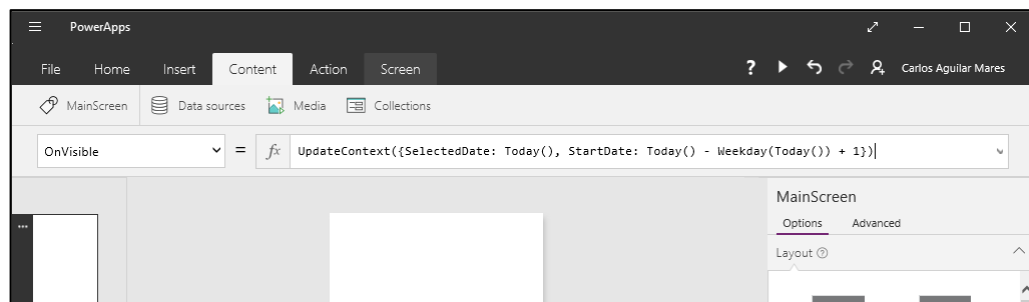 PowerApps
File Home Insert Content Action Screen ? Carlos Aguilar Mares
MainScreen Data sources Media Collections
OnVisible = fx UpdateContext({SelectedDate: Today(), StartDate: Today() - Weekday(Today()) + 1})
MainScreen
Options Advanced
Layout ?